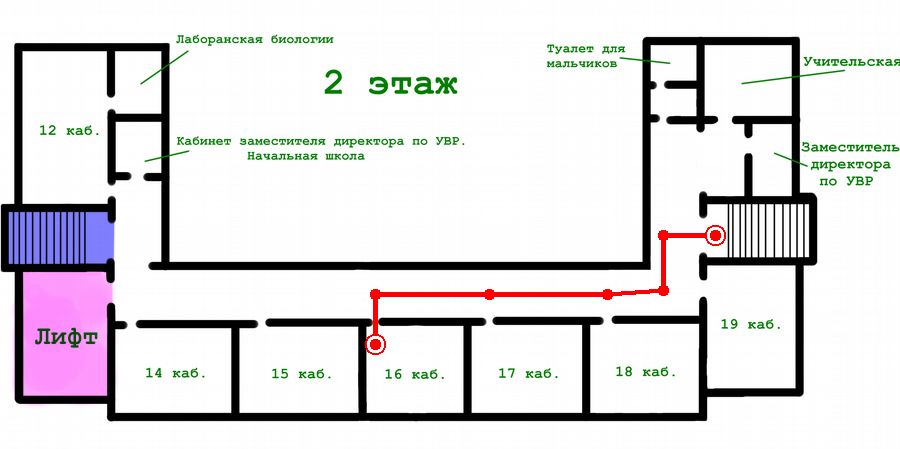 Лаборанская биологии
2 этаж
Туалет для
мальчиков
Учительская
12 каб.
Кабинет заместителя директора по УВР.
Начальная школа
Заместитель
директора
по УВР
Лифт
19 каб.
14 каб.
15 каб.
16 каб.
17 каб.
18 каб.